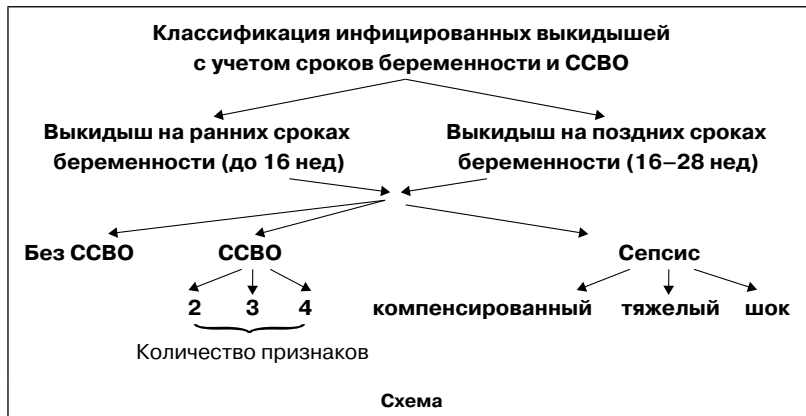 Классификация инфицированных выкидышей
с учетом сроков беременности и ССВО
Выкидыш на ранних сроках
беременности (до 16 нед)
Выкидыш на поздних сроках
беременности (16–28 нед)
Без ССВО
ССВО
Сепсис
2 3 4
компенсированный тяжелый шок
Количество признаков
Схема